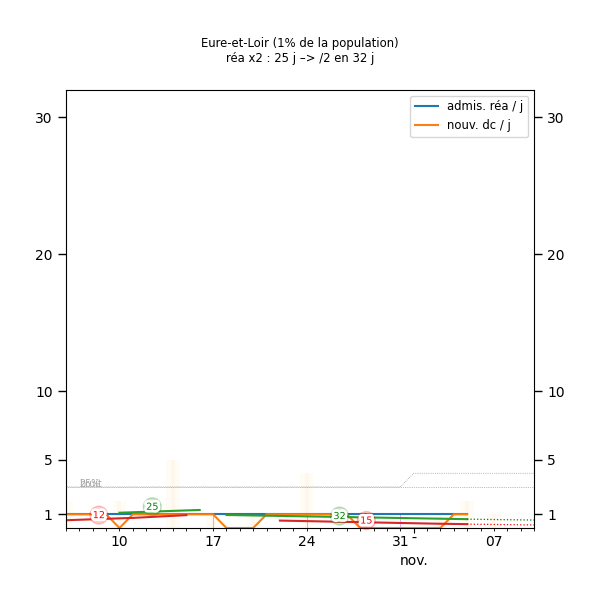 Eure-et-Loir (1% de la population)
réa x2 : 25 j –> /2 en 32 j
admis. réa / j
nouv. dc / j
30 30
20 20
10 10
5 5
1 1
12 25 32 15
10 17 24 31 07
nov.